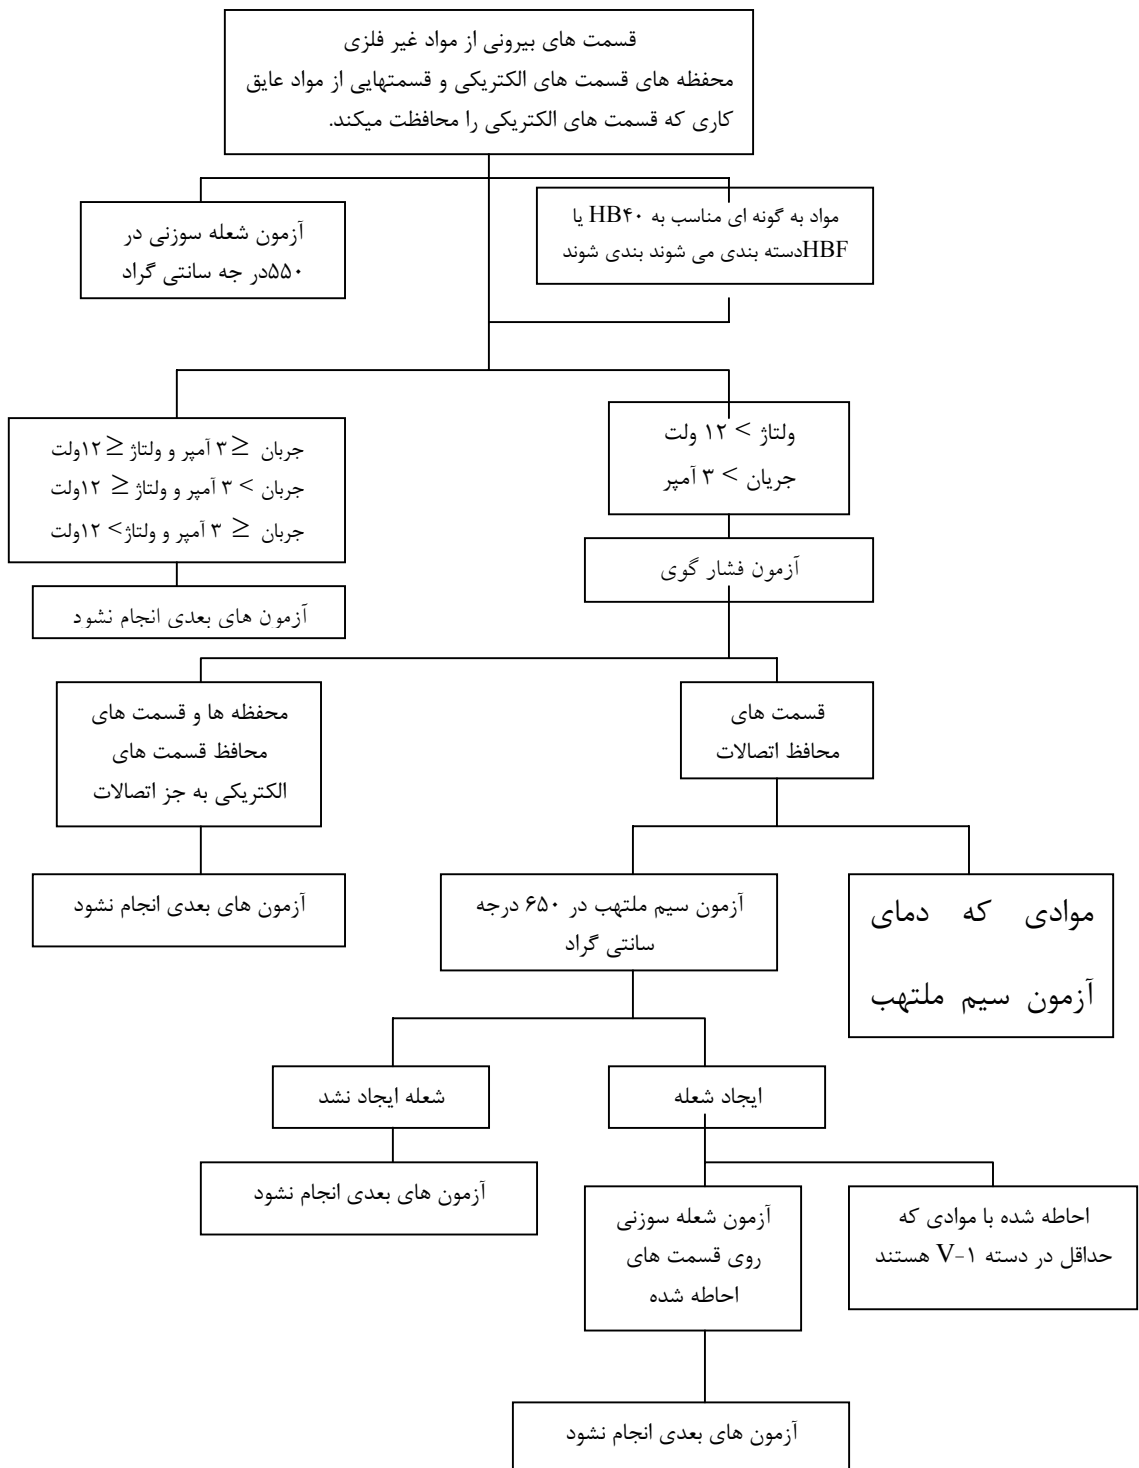 قسمت های بیرونی از مواد غیر فلزی
محفظه های قسمت های الکتریکی و قسمتهایی از مواد عایق
کاری که قسمت های الکتریکی را محافظت میکند.
مواد به گونه ای مناسب به HB۴۰ یا
HBFدسته بندی می شوند بندی شوند
آزمون شعله سوزنی در
۵۵۰در جه سانتی گراد
ولتاژ > ۱۲ ولت
جریان > ۳ آمپر
جربان ≤ ۳ آمپر و ولتاژ ≤ ۱۲ولت
جربان > ۳ آمپر و ولتاژ ≤ ۱۲ولت
جربان ≤ ۳ آمپر و ولتاژ> ۱۲ولت
آزمون فشار گوی
آزمون های بعدی انجام نشود
قسمت های
محافظ اتصالات
محفظه ها و قسمت های
محافظ قسمت های
الکتریکی به جز اتصالات
موادی که دمای
آزمون سیم ملتهب
آزمون سیم ملتهب در ۶۵۰ درجه
سانتی گراد
آزمون های بعدی انجام نشود
ایجاد شعله
شعله ایجاد نشد
احاطه شده با موادی که
حداقل در دسته V-۱ هستند
آزمون شعله سوزنی
روی قسمت های
احاطه شده
آزمون های بعدی انجام نشود
آزمون های بعدی انجام نشود